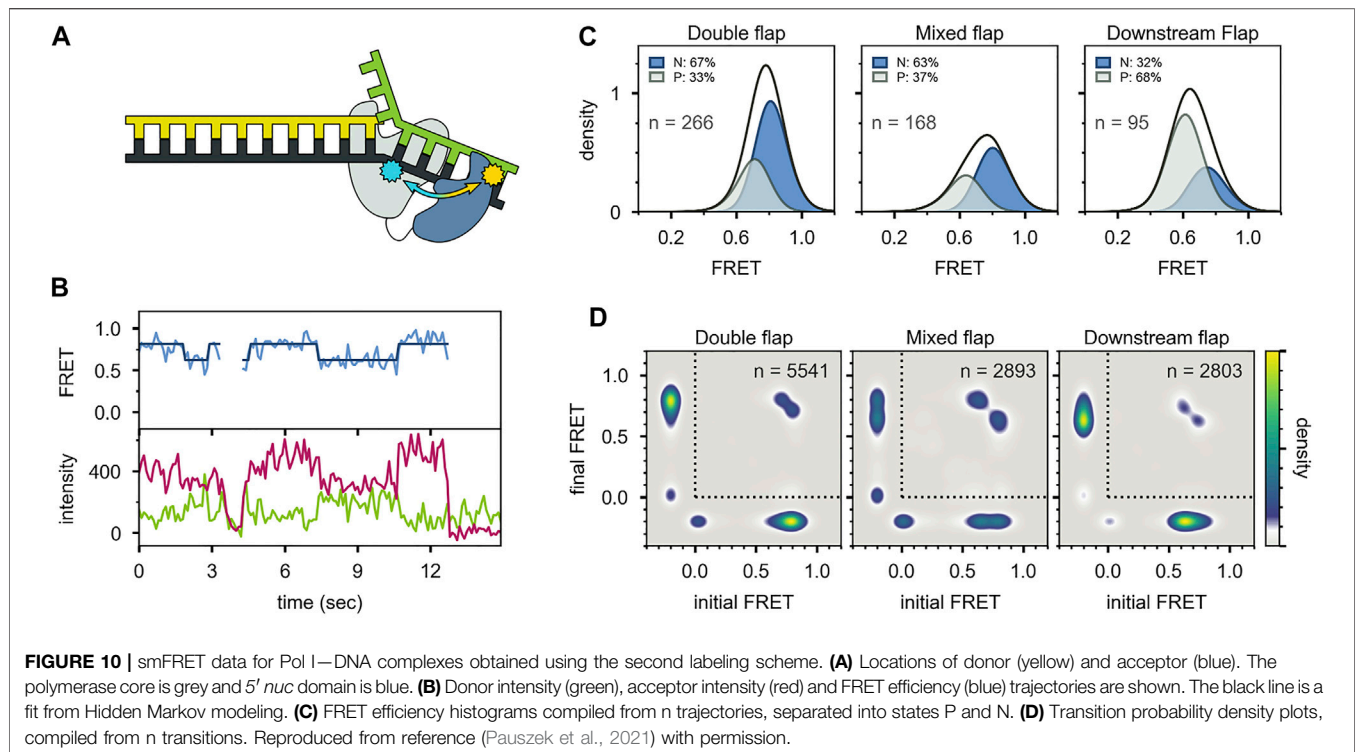 A
B
FRET
1.0
0.5
0.0
intensity
400
0
0 3 6 9 12
time (sec)
C
Double flap Mixed flap Downstream Flap
density
1
0
N: 67%
P: 33%
n = 266
N: 63%
P: 37%
n = 168
N: 32%
P: 68%
n = 95
0.2 0.6 1.0 0.2 0.6 1.0 0.2 0.6 1.0
FRET FRET FRET
D
Double flap Mixed flap Downstream flap
final FRET
1.0
0.5
0.0
n = 5541 n = 2893 n = 2803
density
0.0 0.5 1.0 0.0 0.5 1.0 0.0 0.5 1.0
initial FRET initial FRET initial FRET
FIGURE 10 | smFRET data for Pol I—DNA complexes obtained using the second labeling scheme. (A) Locations of donor (yellow) and acceptor (blue). The
polymerase core is grey and 5′ nuc domain is blue. (B) Donor intensity (green), acceptor intensity (red) and FRET efficiency (blue) trajectories are shown. The black line is a
fit from Hidden Markov modeling. (C) FRET efficiency histograms compiled from n trajectories, separated into states P and N. (D) Transition probability density plots,
compiled from n transitions. Reproduced from reference (Pauszek et al., 2021) with permission.